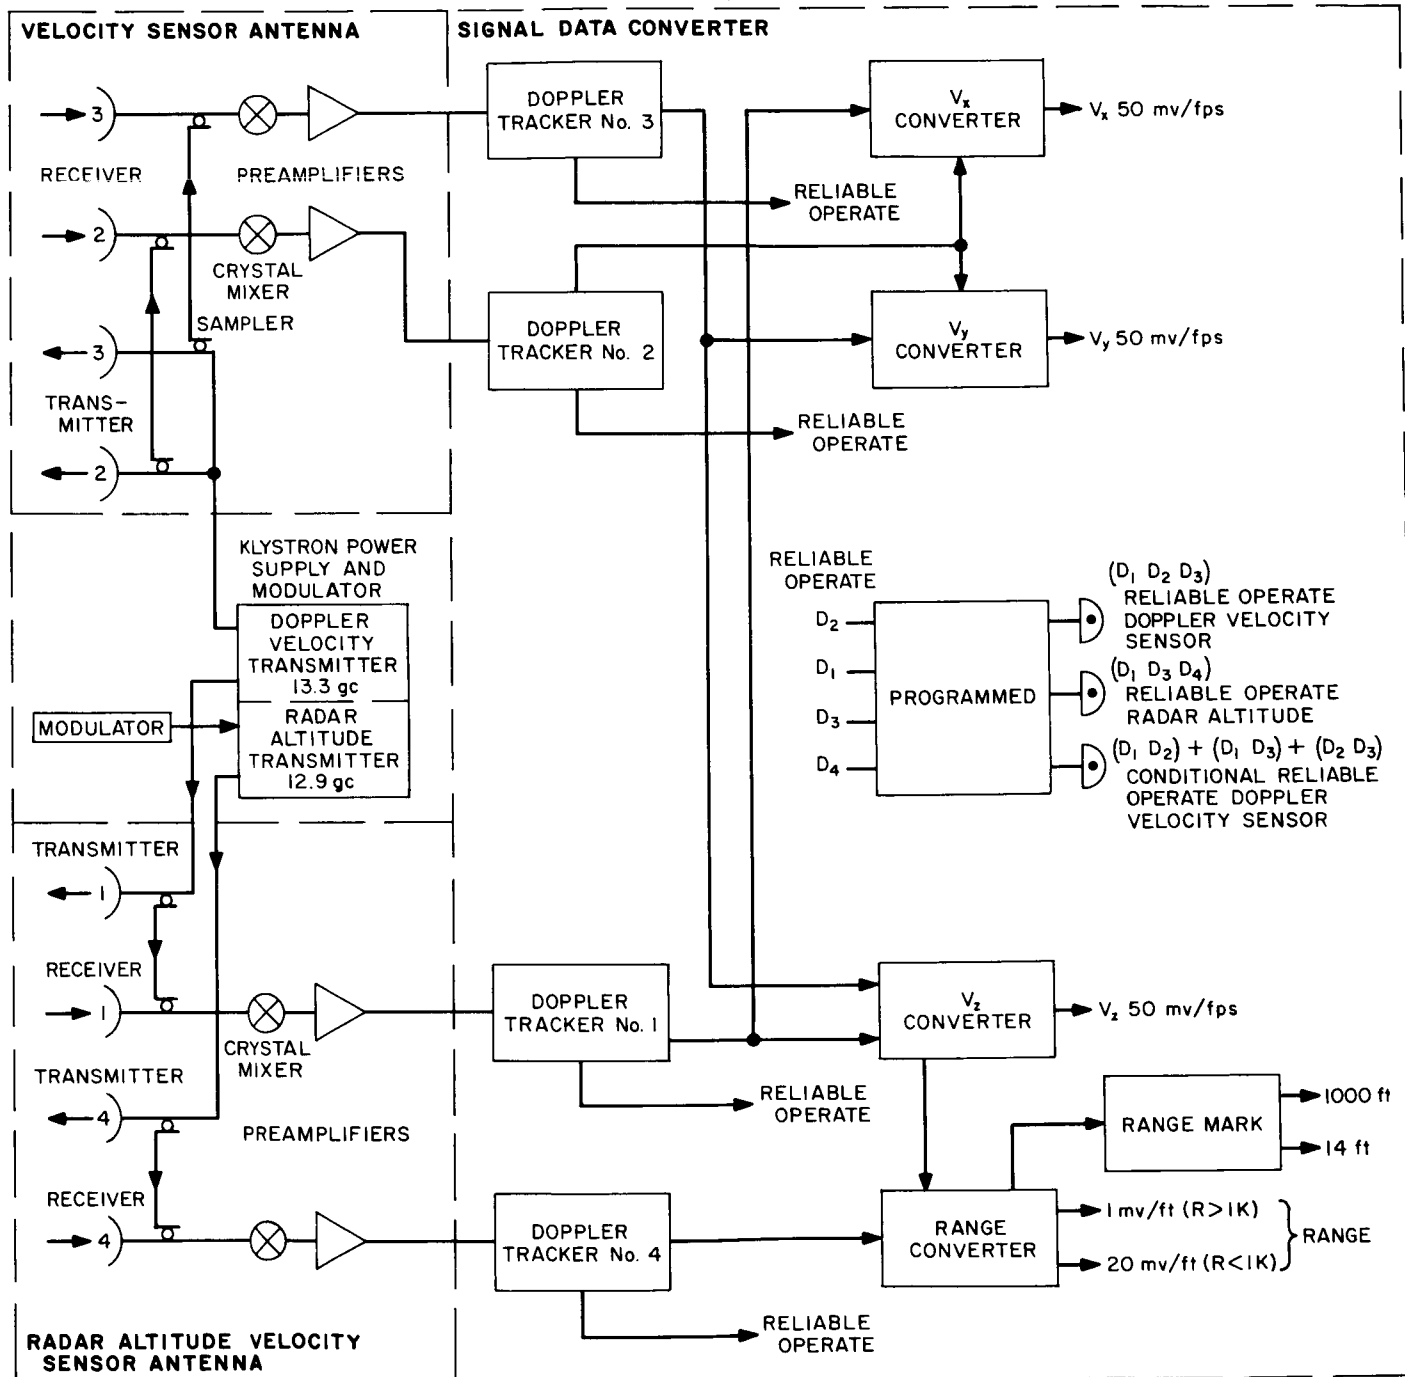 VELOCITY SENSOR ANTENNA
SIGNAL DATA CONVERTER
3
RECEIVER
PREAMPLIFIERS
2
CRYSTAL
MIXER
SAMPLER
3
TRANS-
MITTER
2
DOPPLER
TRACKER No. 3
RELIABLE
OPERATE
DOPPLER
TRACKER No. 2
RELIABLE
OPERATE
Vx
CONVERTER
Vx 50 mv/fps
Vy
CONVERTER
Vy 50 mv/fps
KLYSTRON POWER
SUPPLY AND
MODULATOR
DOPPLER
VELOCITY
TRANSMITTER
13.3 gc
MODULATOR
RADAR
ALTITUDE
TRANSMITTER
12.9 gc
RELIABLE
OPERATE
D2
D1
D3
D4
PROGRAMMED
(D1 D2 D3)
RELIABLE OPERATE
DOPPLER VELOCITY
SENSOR
(D1 D3 D4)
RELIABLE OPERATE
RADAR ALTITUDE
(D1 D2) + (D1 D3) + (D2 D3)
CONDITIONAL RELIABLE
OPERATE DOPPLER
VELOCITY SENSOR
TRANSMITTER
1
RECEIVER
1
CRYSTAL
MIXER
TRANSMITTER
4
PREAMPLIFIERS
RECEIVER
4
DOPPLER
TRACKER No. 1
RELIABLE
OPERATE
DOPPLER
TRACKER No. 4
RELIABLE
OPERATE
Vz
CONVERTER
Vz 50 mv/fps
RANGE MARK
1000 ft
14 ft
RANGE
CONVERTER
1 mv/ft (R>1K)
20 mv/ft (R<1K)
RANGE
RADAR ALTITUDE VELOCITY
SENSOR ANTENNA